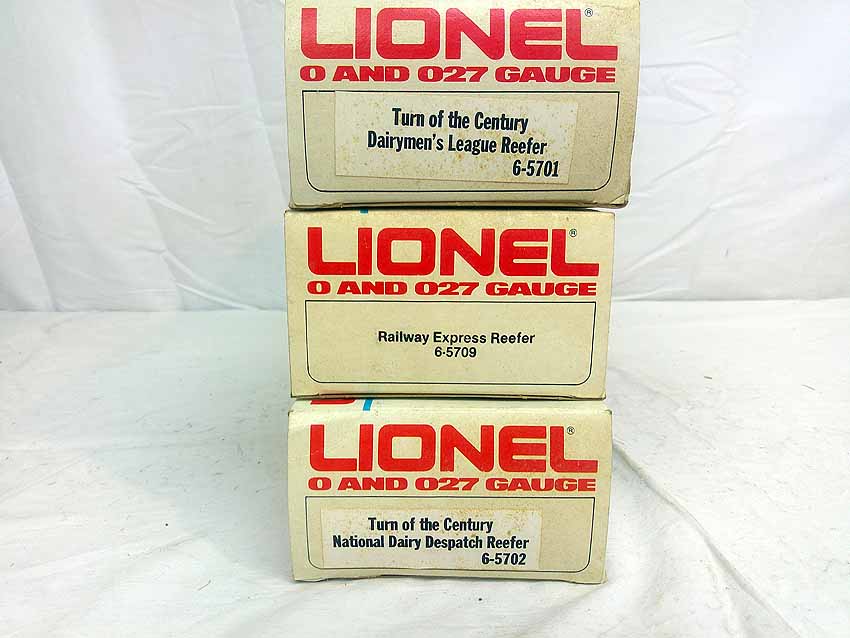 LIONEL®
O AND O27 GAUGE
Turn of the Century
Dairymen's League Reefer
6-5701
LIONEL®
O AND O27 GAUGE
Railway Express Reefer
6-5709
LIONEL®
O AND O27 GAUGE
Turn of the Century
National Dairy Despatch Reefer
6-5702